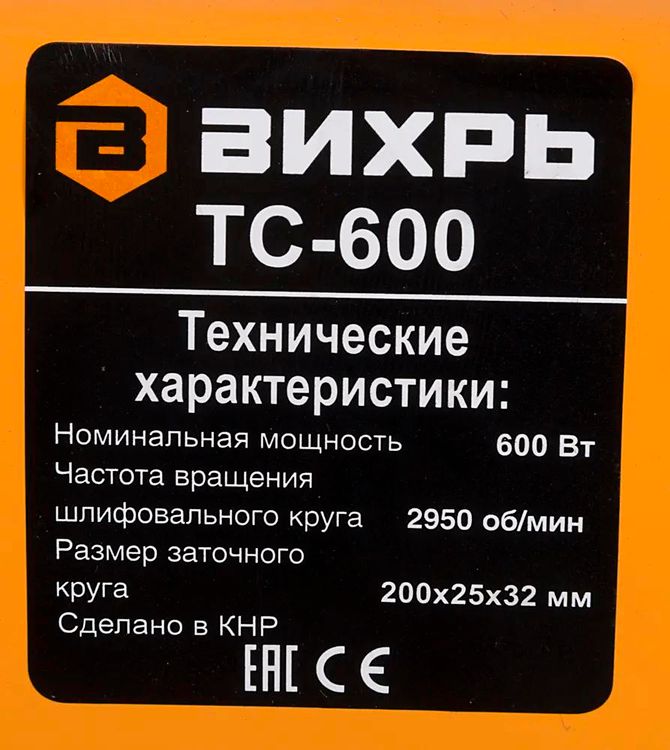 В ВИХРЬ
ТС-600
Технические
характеристики:
Номинальная мощность 600 Вт
Частота вращения
шлифовального круга 2950 об/мин
Размер заточного
круга 200x25x32 мм
Сделано в КНР
EAC CE